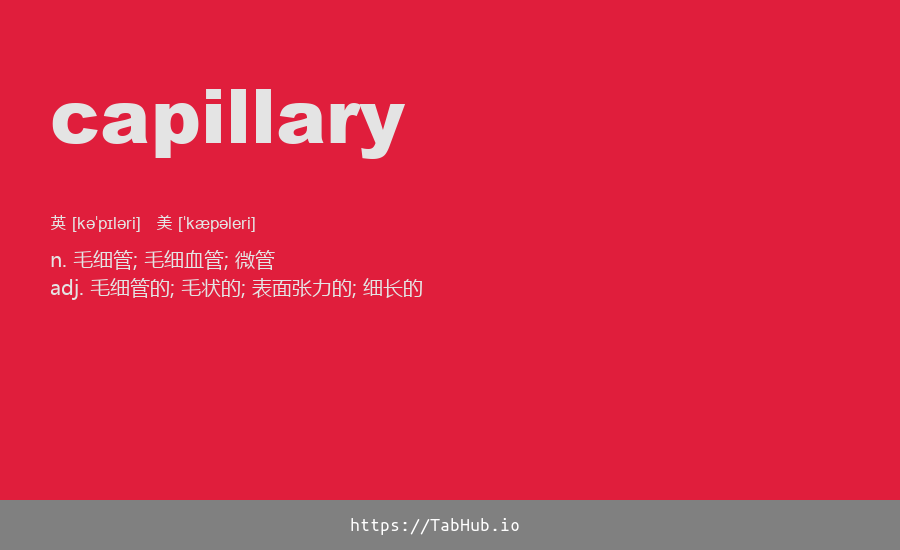 capillary
英 [kəˈpɪləri]   美 [ˈkæpəleri]
n. 毛细管; 毛细血管; 微管
adj. 毛细管的; 毛状的; 表面张力的; 细长的
https://TabHub.io